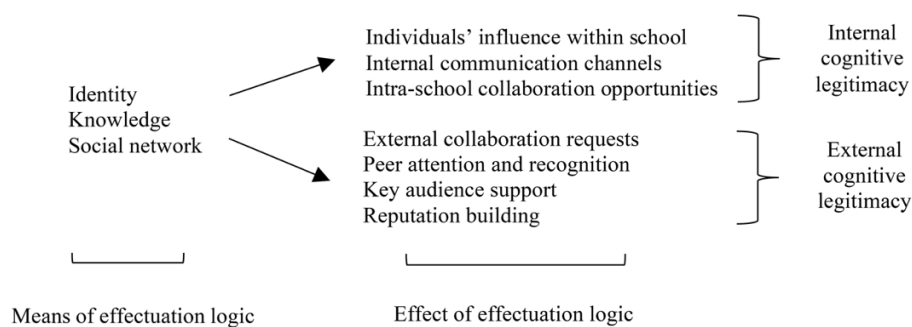 Individuals’ influence within school
Internal communication channels
Intra-school collaboration opportunities
Internal
cognitive
legitimacy
Identity
Knowledge
Social network
External collaboration requests
Peer attention and recognition
Key audience support
Reputation building
External
cognitive
legitimacy
Means of effectuation logic
Effect of effectuation logic